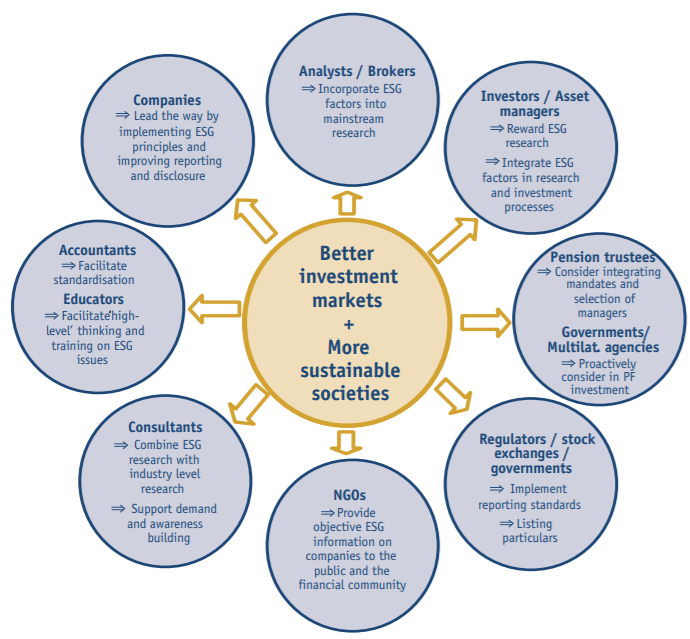 Analysts / Brokers
⇒ Incorporate ESG
factors into
mainstream
research
Investors / Asset
managers
⇒ Reward ESG
research
⇒ Integrate ESG
factors in research
and investment
processes
Pension trustees
⇒ Consider integrating
mandates and
selection of
managers
Governments/
Multilat. agencies
⇒ Proactively
consider in PF
investment
Regulators / stock
exchanges /
governments
⇒ Implement
reporting standards
⇒ Listing
particulars
NGOs
⇒ Provide
objective ESG
information on
companies to the
public and the
financial community
Consultants
⇒ Combine ESG
research with
industry level
research
⇒ Support demand
and awareness
building
Accountants
⇒ Facilitate
standardisation
Educators
⇒ Facilitate‘high-
level’ thinking and
training on ESG
issues
Companies
⇒ Lead the way by
implementing ESG
principles and
improving reporting
and disclosure
Better
investment
markets
+
More
sustainable
societies